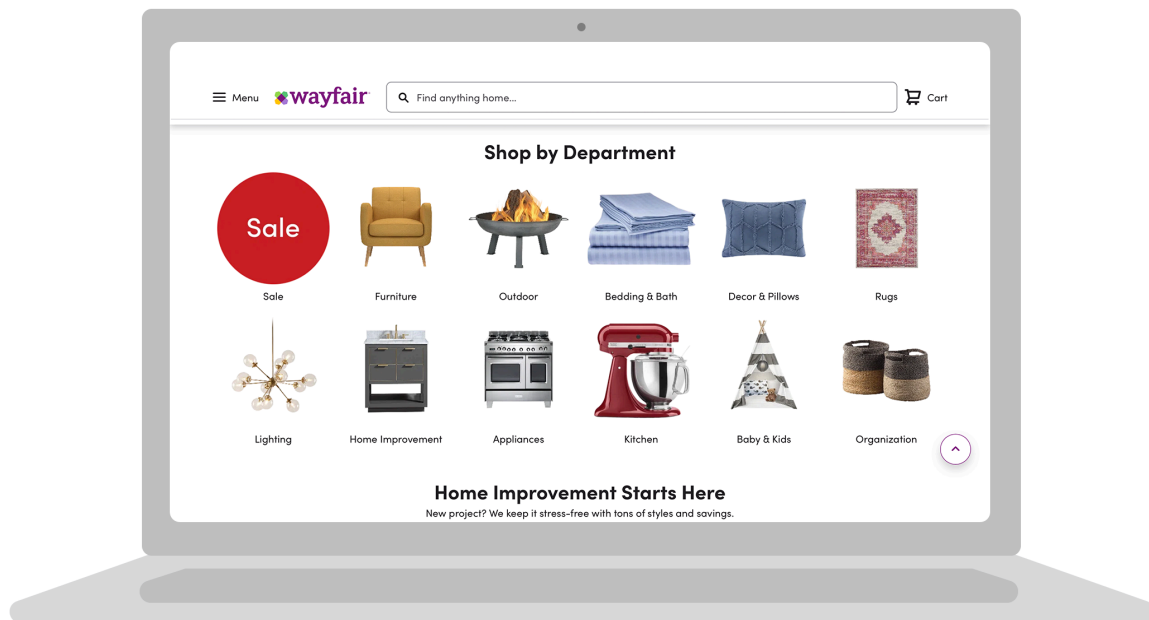 Menu
wayfair
Find anything home...
Cart
Shop by Department
Sale
Sale
Furniture
Outdoor
Bedding & Bath
Decor & Pillows
Rugs
Lighting
Home Improvement
Appliances
Kitchen
Baby & Kids
Organization
Home Improvement Starts Here
New project? We keep it stress-free with tons of styles and savings.